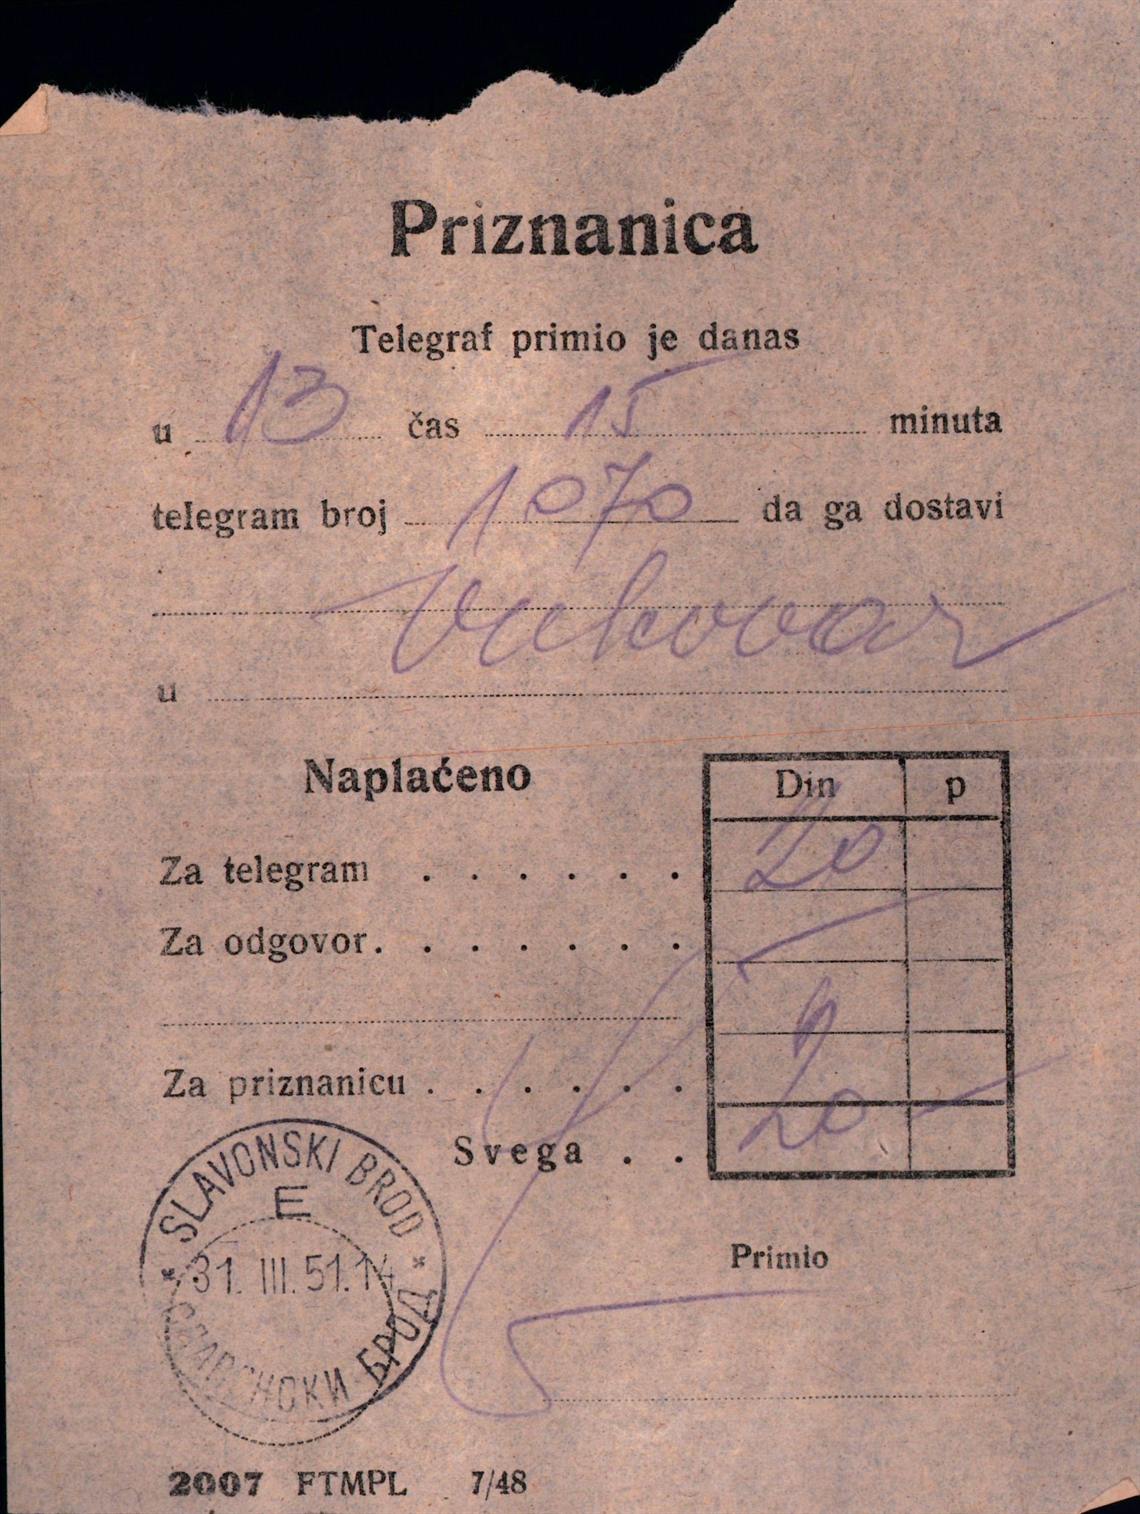 Priznanica
Telegraf primio je danas
u 13 čas 15 minuta
telegram broj 1070 da ga dostavi
Vukovar
u
Naplaćeno Din p
Za telegram . . . . . . 20
Za odgovor. . . . . . .
Za priznanicu . . . . . .
Svega . . 20
SLAVONSKI BROD
E
31. III. 51. 14
СЛАВОНСКИ БРОД
Primio
2007 FTMPL 7/48